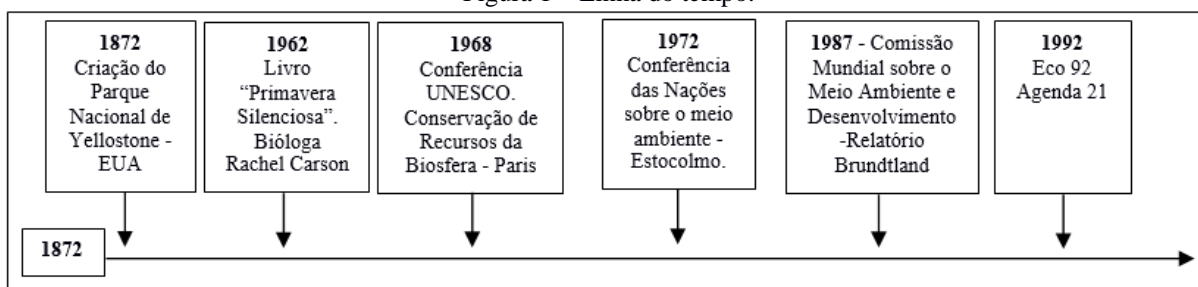 Figura 1 – Linha do tempo.
1872
Criação do
Parque
Nacional de
Yellostone -
EUA
1962
Livro
“Primavera
Silenciosa”.
Bióloga
Rachel Carson
1968
Conferência
UNESCO.
Conservação de
Recursos da
Biosfera - Paris
1972
Conferência
das Nações
sobre o meio
ambiente -
Estocolmo.
1987 - Comissão
Mundial sobre o
Meio Ambiente e
Desenvolvimento
-Relatório
Brundtland
1992
Eco 92
Agenda 21
1872